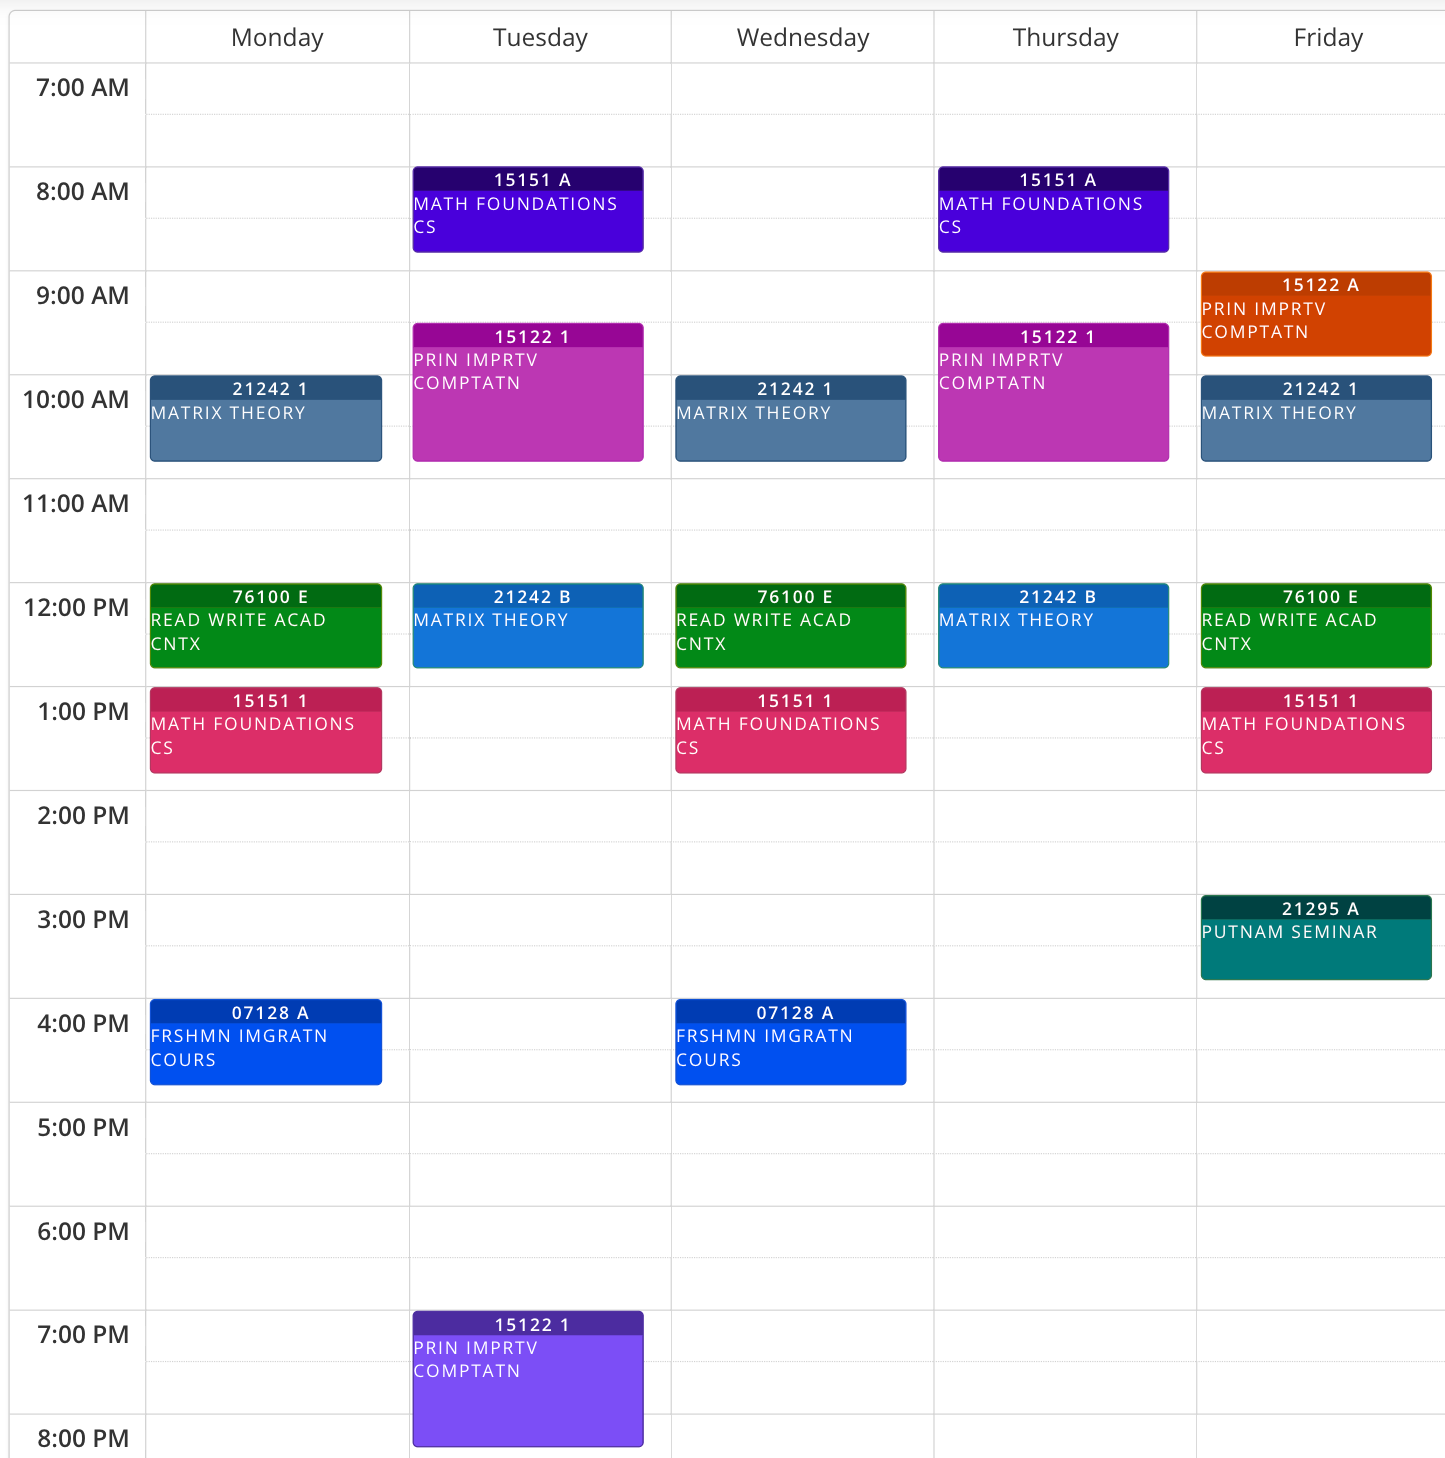 Monday Tuesday Wednesday Thursday Friday
7:00 AM
8:00 AM
15151 A
MATH FOUNDATIONS
CS
15151 A
MATH FOUNDATIONS
CS
9:00 AM
15122 A
PRIN IMPRTV
COMPTATN
15122 1
PRIN IMPRTV
COMPTATN
15122 1
PRIN IMPRTV
COMPTATN
10:00 AM
21242 1
MATRIX THEORY
21242 1
MATRIX THEORY
21242 1
MATRIX THEORY
11:00 AM
12:00 PM
76100 E
READ WRITE ACAD
CNTX
21242 B
MATRIX THEORY
76100 E
READ WRITE ACAD
CNTX
21242 B
MATRIX THEORY
76100 E
READ WRITE ACAD
CNTX
1:00 PM
15151 1
MATH FOUNDATIONS
CS
15151 1
MATH FOUNDATIONS
CS
15151 1
MATH FOUNDATIONS
CS
2:00 PM
3:00 PM
21295 A
PUTNAM SEMINAR
4:00 PM
07128 A
FRSHMN IMGRATN
COURS
07128 A
FRSHMN IMGRATN
COURS
5:00 PM
6:00 PM
7:00 PM
15122 1
PRIN IMPRTV
COMPTATN
8:00 PM